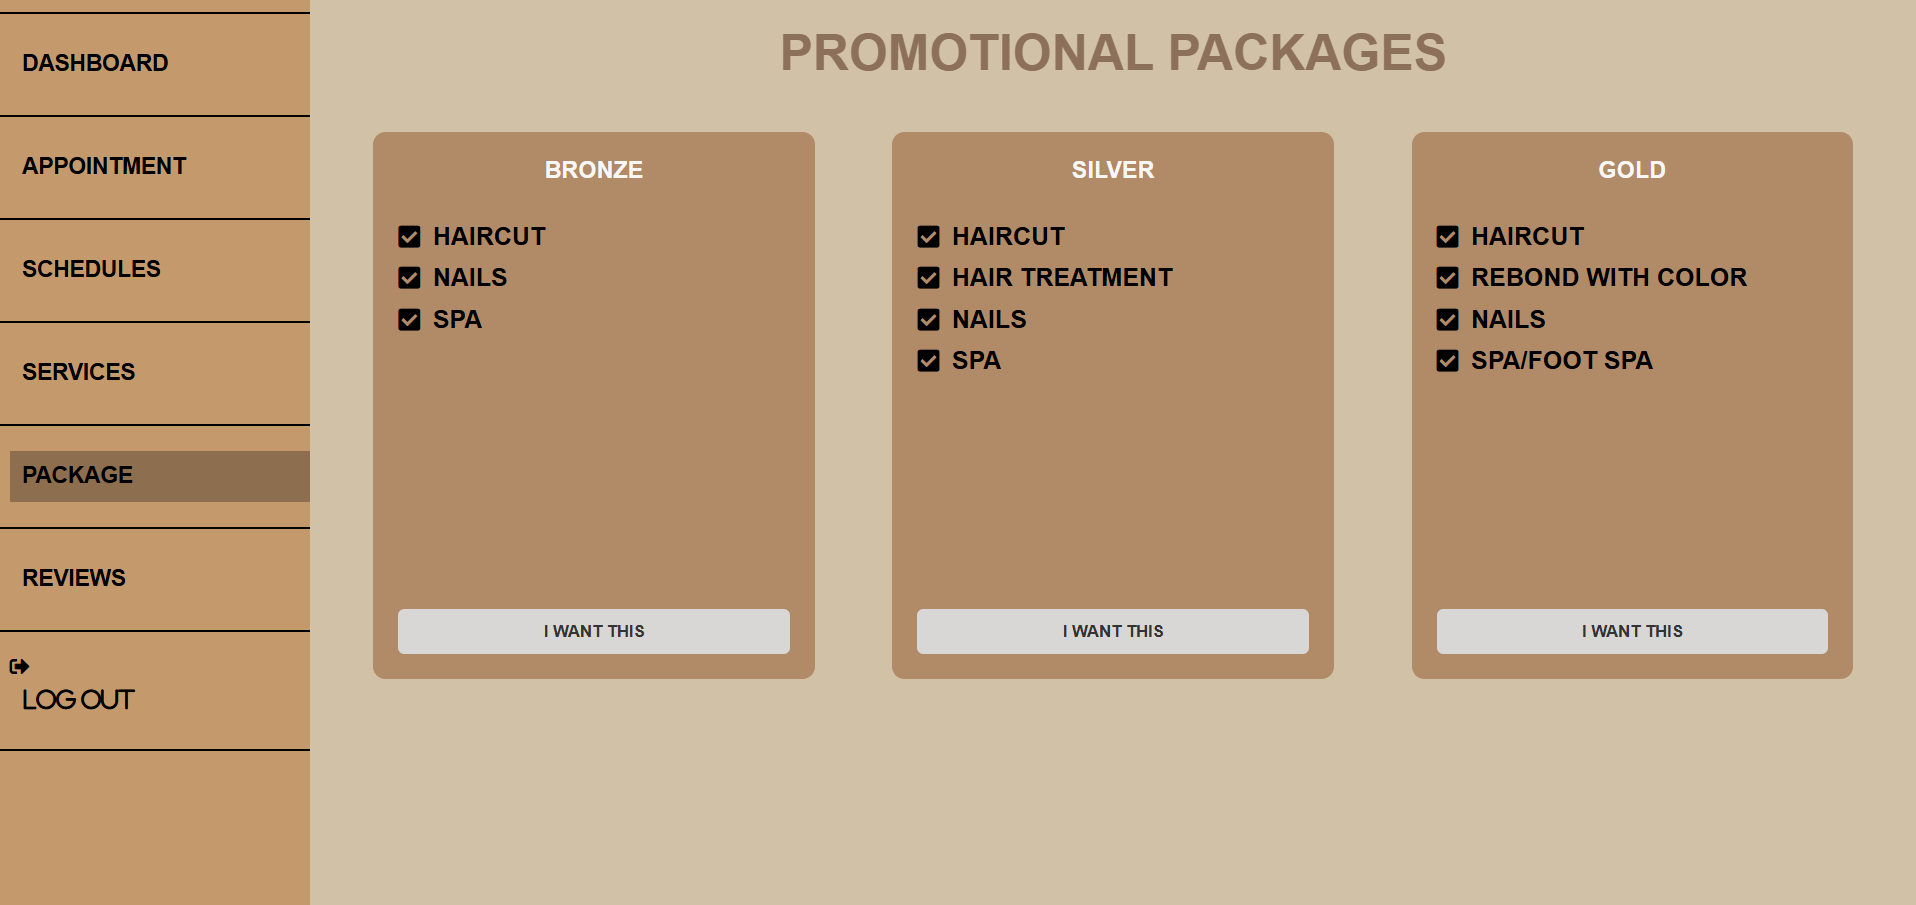 DASHBOARD
APPOINTMENT
SCHEDULES
SERVICES
PACKAGE
REVIEWS
LOG OUT
PROMOTIONAL PACKAGES
BRONZE
HAIRCUT
NAILS
SPA
I WANT THIS
SILVER
HAIRCUT
HAIR TREATMENT
NAILS
SPA
I WANT THIS
GOLD
HAIRCUT
REBOND WITH COLOR
NAILS
SPA/FOOT SPA
I WANT THIS